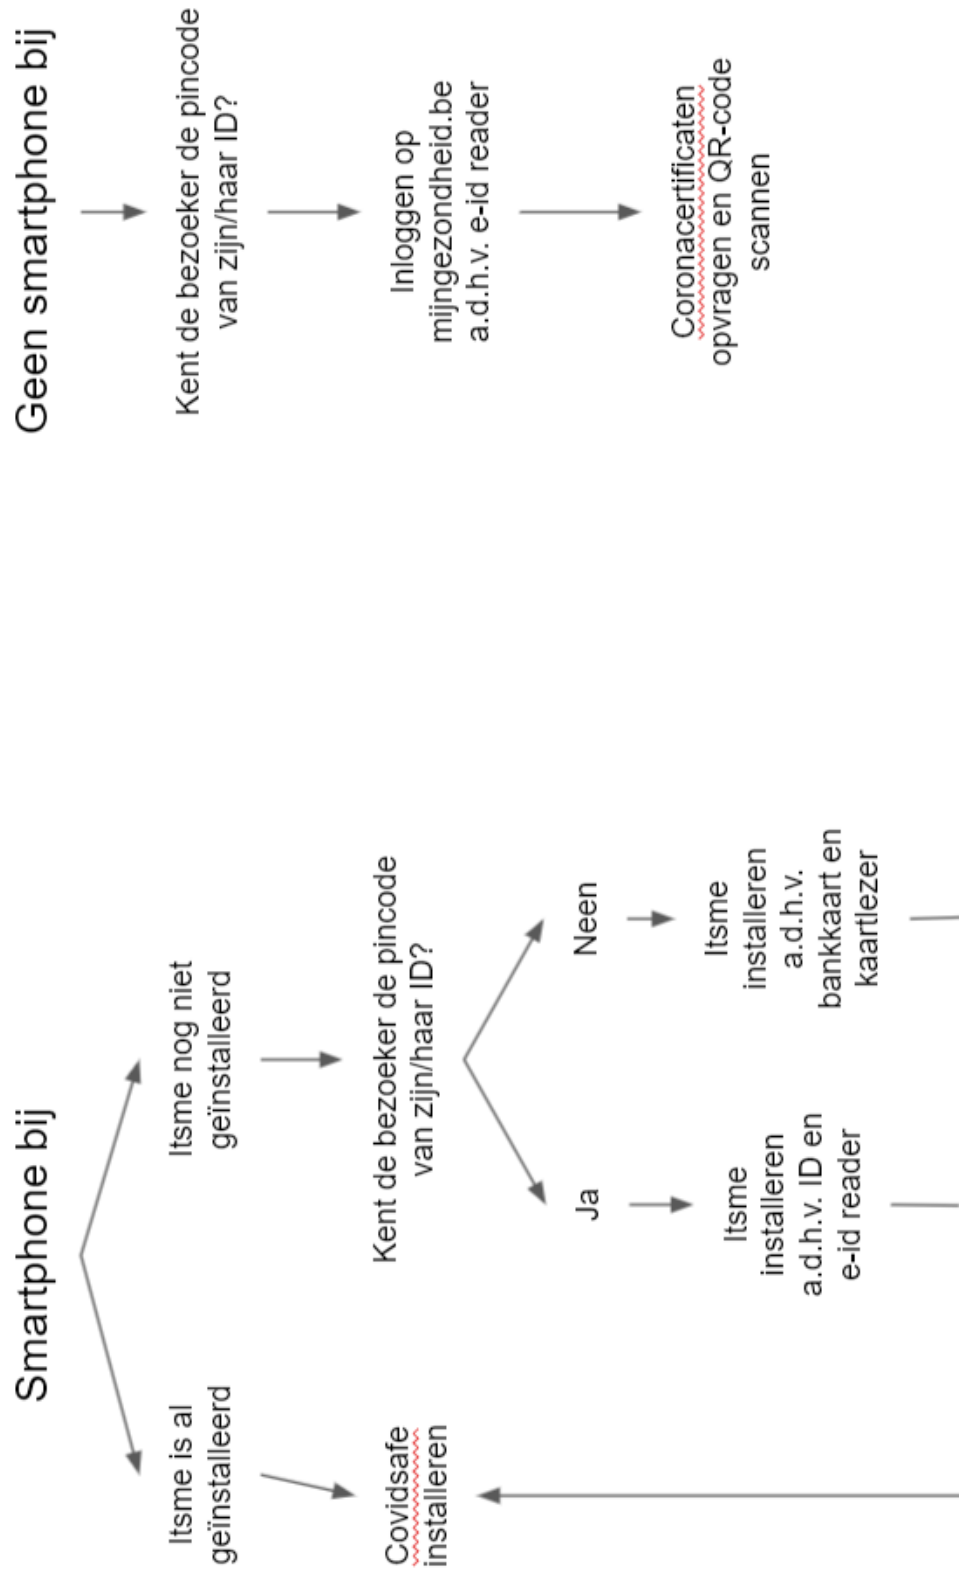 Smartphone bij
Itsme is al
geïnstalleerd
Covidsafe
installeren
Itsme nog niet
geïnstalleerd
Kent de bezoeker de pincode
van zijn/haar ID?
Ja
Itsme
installeren
a.d.h.v. ID en
e-id reader
Neen
Itsme
installeren
a.d.h.v.
bankkaart en
kaartlezer
Geen smartphone bij
Kent de bezoeker de pincode
van zijn/haar ID?
Inloggen op
mijngezondheid.be
a.d.h.v. e-id reader
Coronacertificaten
opvragen en QR-code
scannen